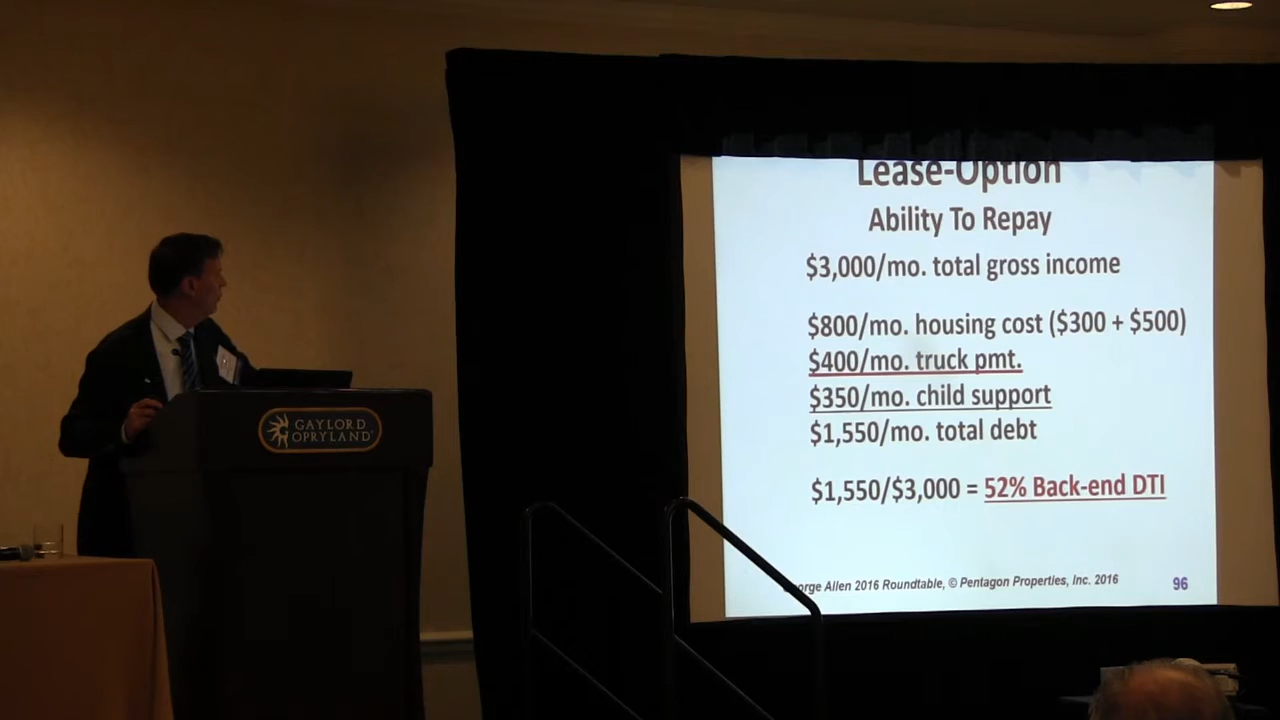 GAYLORD
OPRYLAND
Lease-Option
Ability To Repay
$3,000/mo. total gross income
$800/mo. housing cost ($300 + $500)
$400/mo. truck pmt.
$350/mo. child support
$1,550/mo. total debt
$1,550/$3,000 = 52% Back-end DTI
orge Allen 2016 Roundtable, © Pentagon Properties, Inc. 2016
96